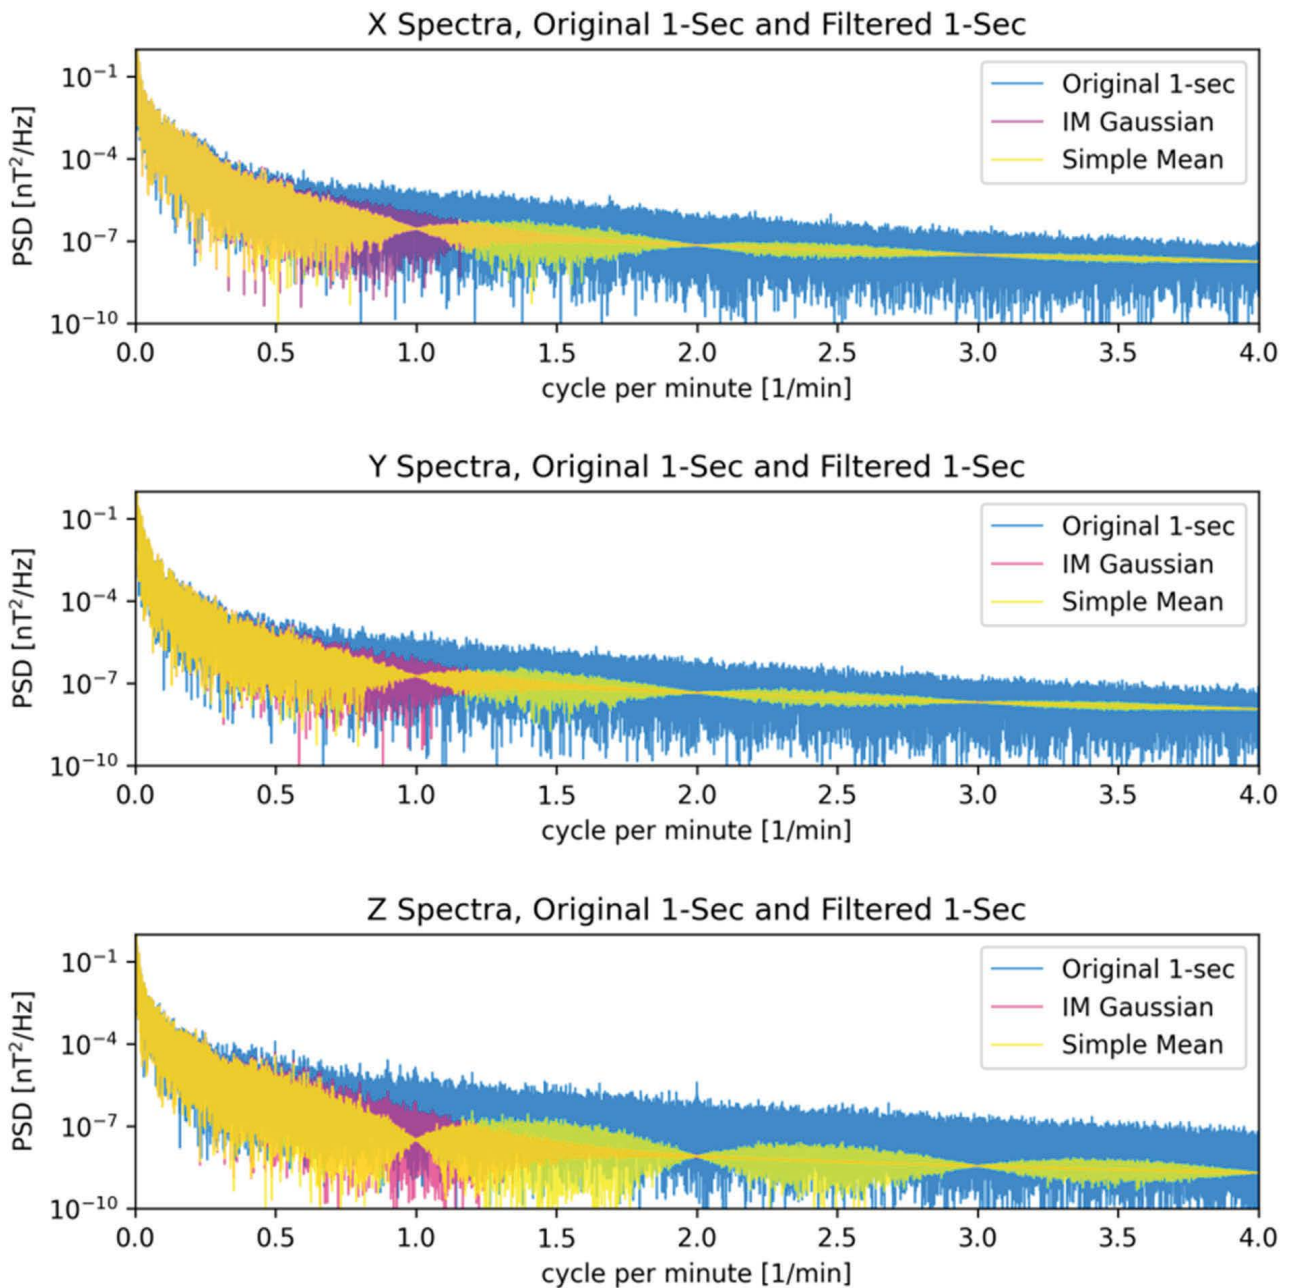 X Spectra, Original 1-Sec and Filtered 1-Sec
PSD [nT²/Hz]
10⁻¹
10⁻⁴
10⁻⁷
10⁻¹⁰
Original 1-sec
IM Gaussian
Simple Mean
0.0 0.5 1.0 1.5 2.0 2.5 3.0 3.5 4.0
cycle per minute [1/min]
Y Spectra, Original 1-Sec and Filtered 1-Sec
PSD [nT²/Hz]
10⁻¹
10⁻⁴
10⁻⁷
10⁻¹⁰
Original 1-sec
IM Gaussian
Simple Mean
0.0 0.5 1.0 1.5 2.0 2.5 3.0 3.5 4.0
cycle per minute [1/min]
Z Spectra, Original 1-Sec and Filtered 1-Sec
PSD [nT²/Hz]
10⁻¹
10⁻⁴
10⁻⁷
10⁻¹⁰
Original 1-sec
IM Gaussian
Simple Mean
0.0 0.5 1.0 1.5 2.0 2.5 3.0 3.5 4.0
cycle per minute [1/min]